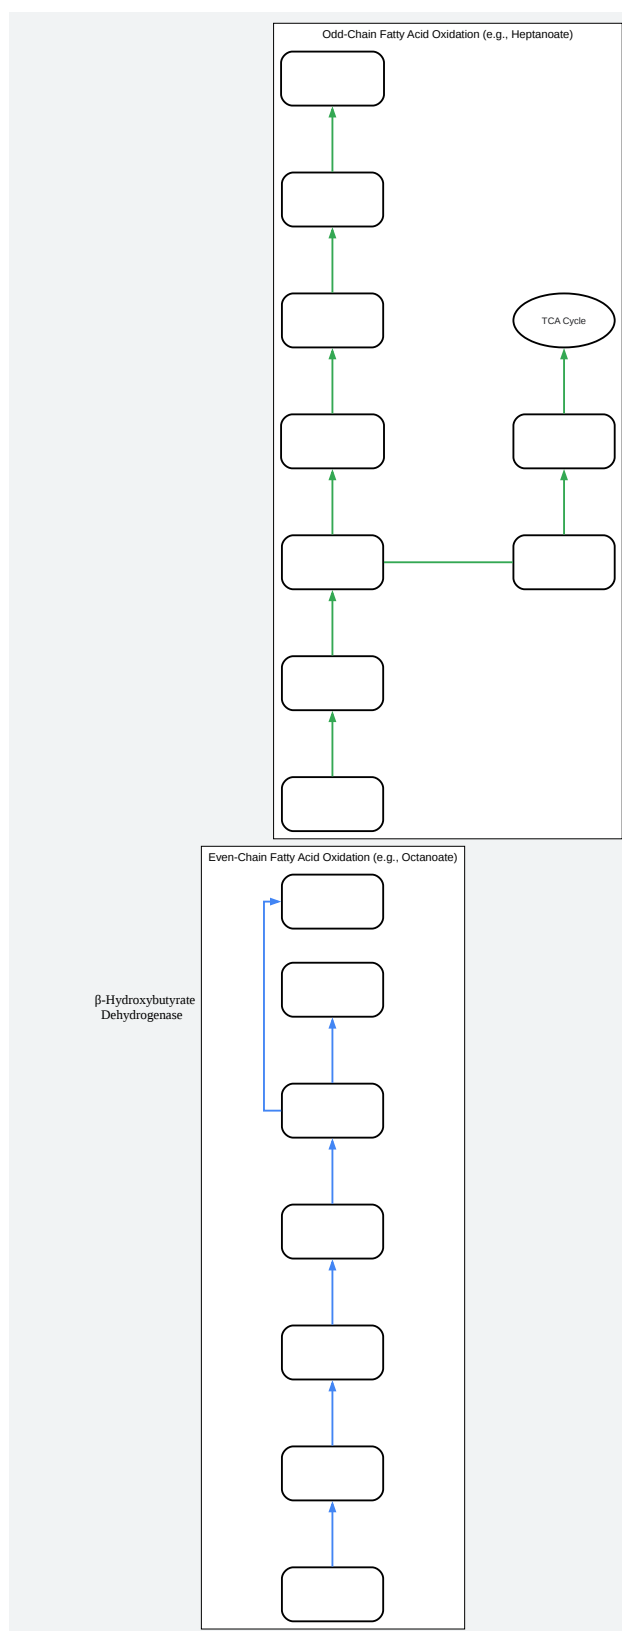 Odd-Chain Fatty Acid Oxidation (e.g., Heptanoate)
TCA Cycle
Even-Chain Fatty Acid Oxidation (e.g., Octanoate)
β-Hydroxybutyrate
Dehydrogenase